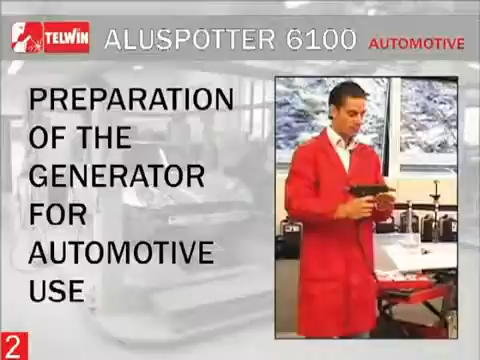 TELWIN
ALUSPOTTER 6100 AUTOMOTIVE
PREPARATION
OF THE
GENERATOR
FOR
AUTOMOTIVE
USE
2